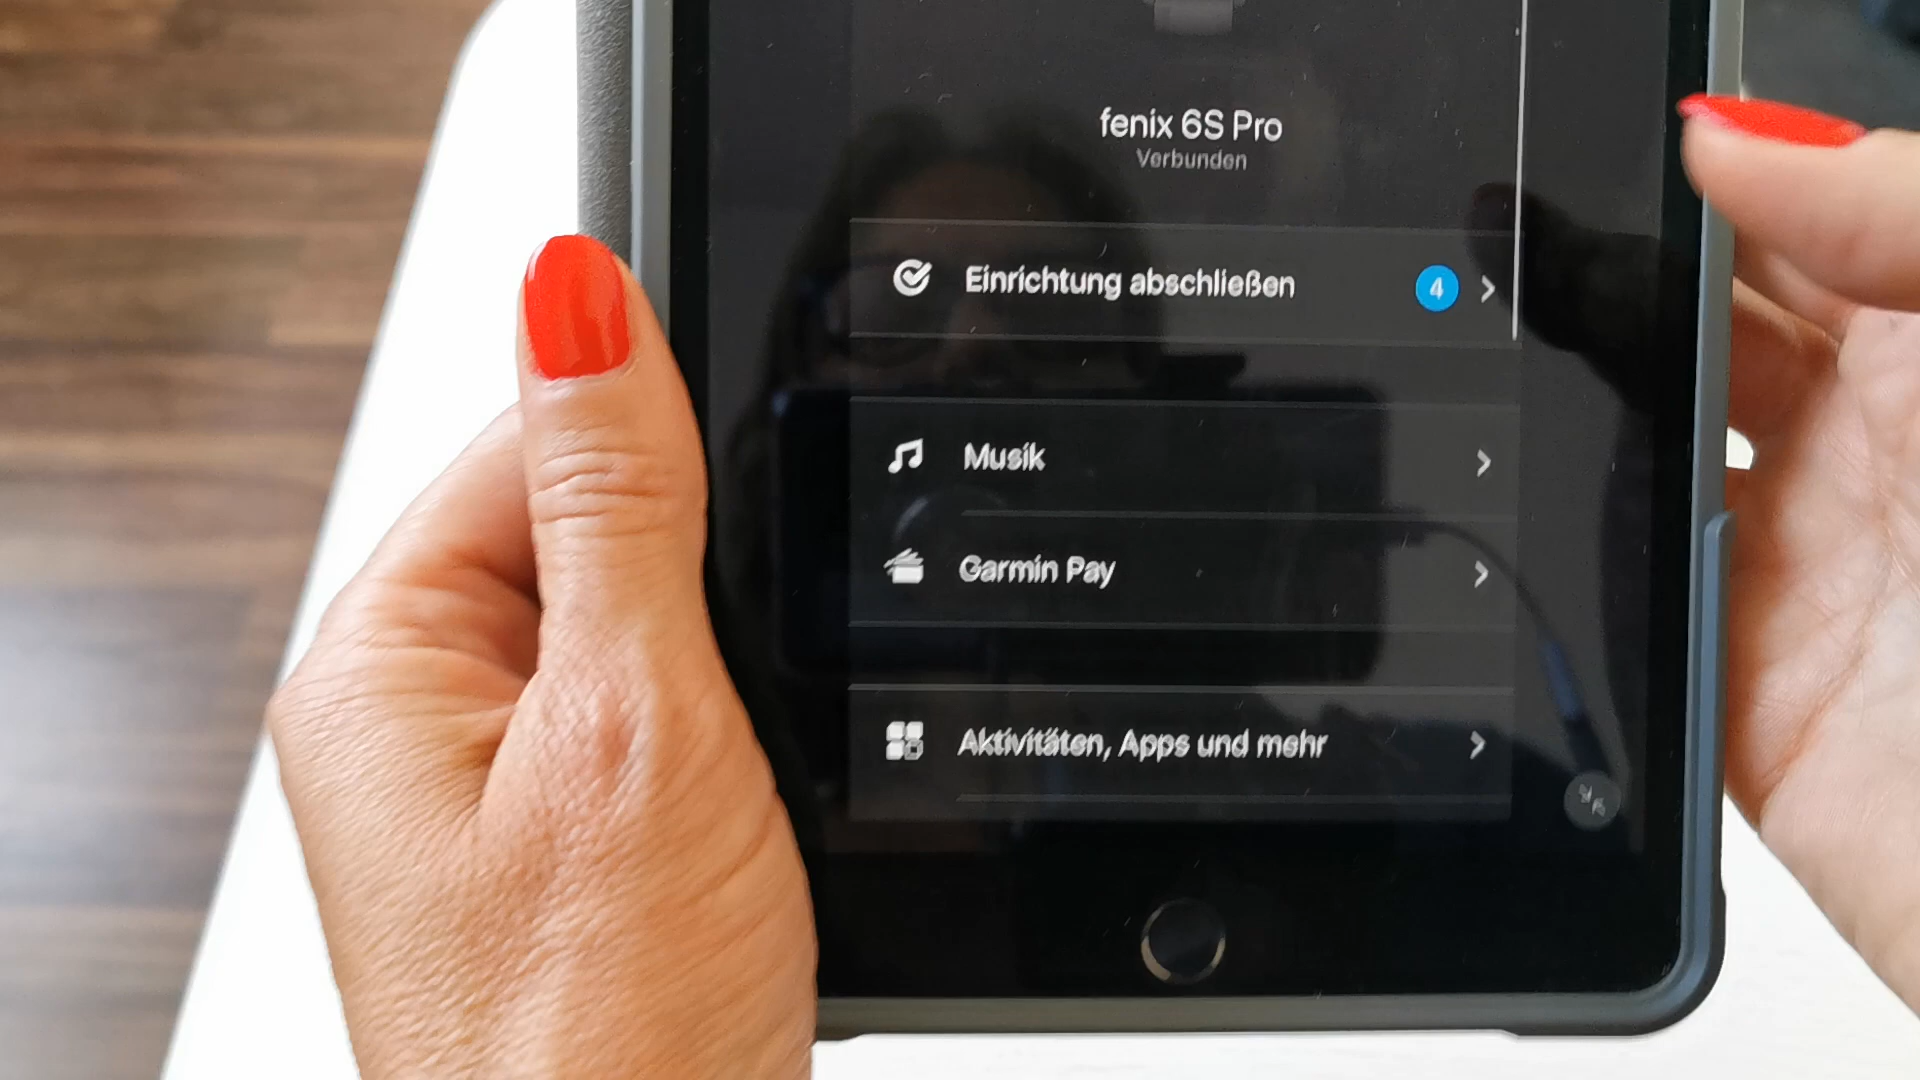 fenix 6S Pro
Verbunden
Einrichtung abschließen
4
Musik
Garmin Pay
Aktivitäten, Apps und mehr